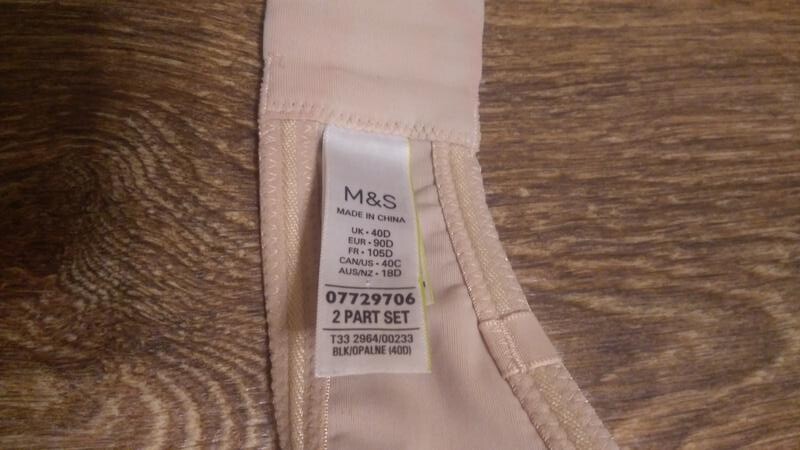 M&S
MADE IN CHINA
UK • 40D
EUR • 90D
FR • 105D
CAN/US • 40C
AUS/NZ • 18D
07729706
2 PART SET
T33 2964/00233
BLK/OPALNE (40D)